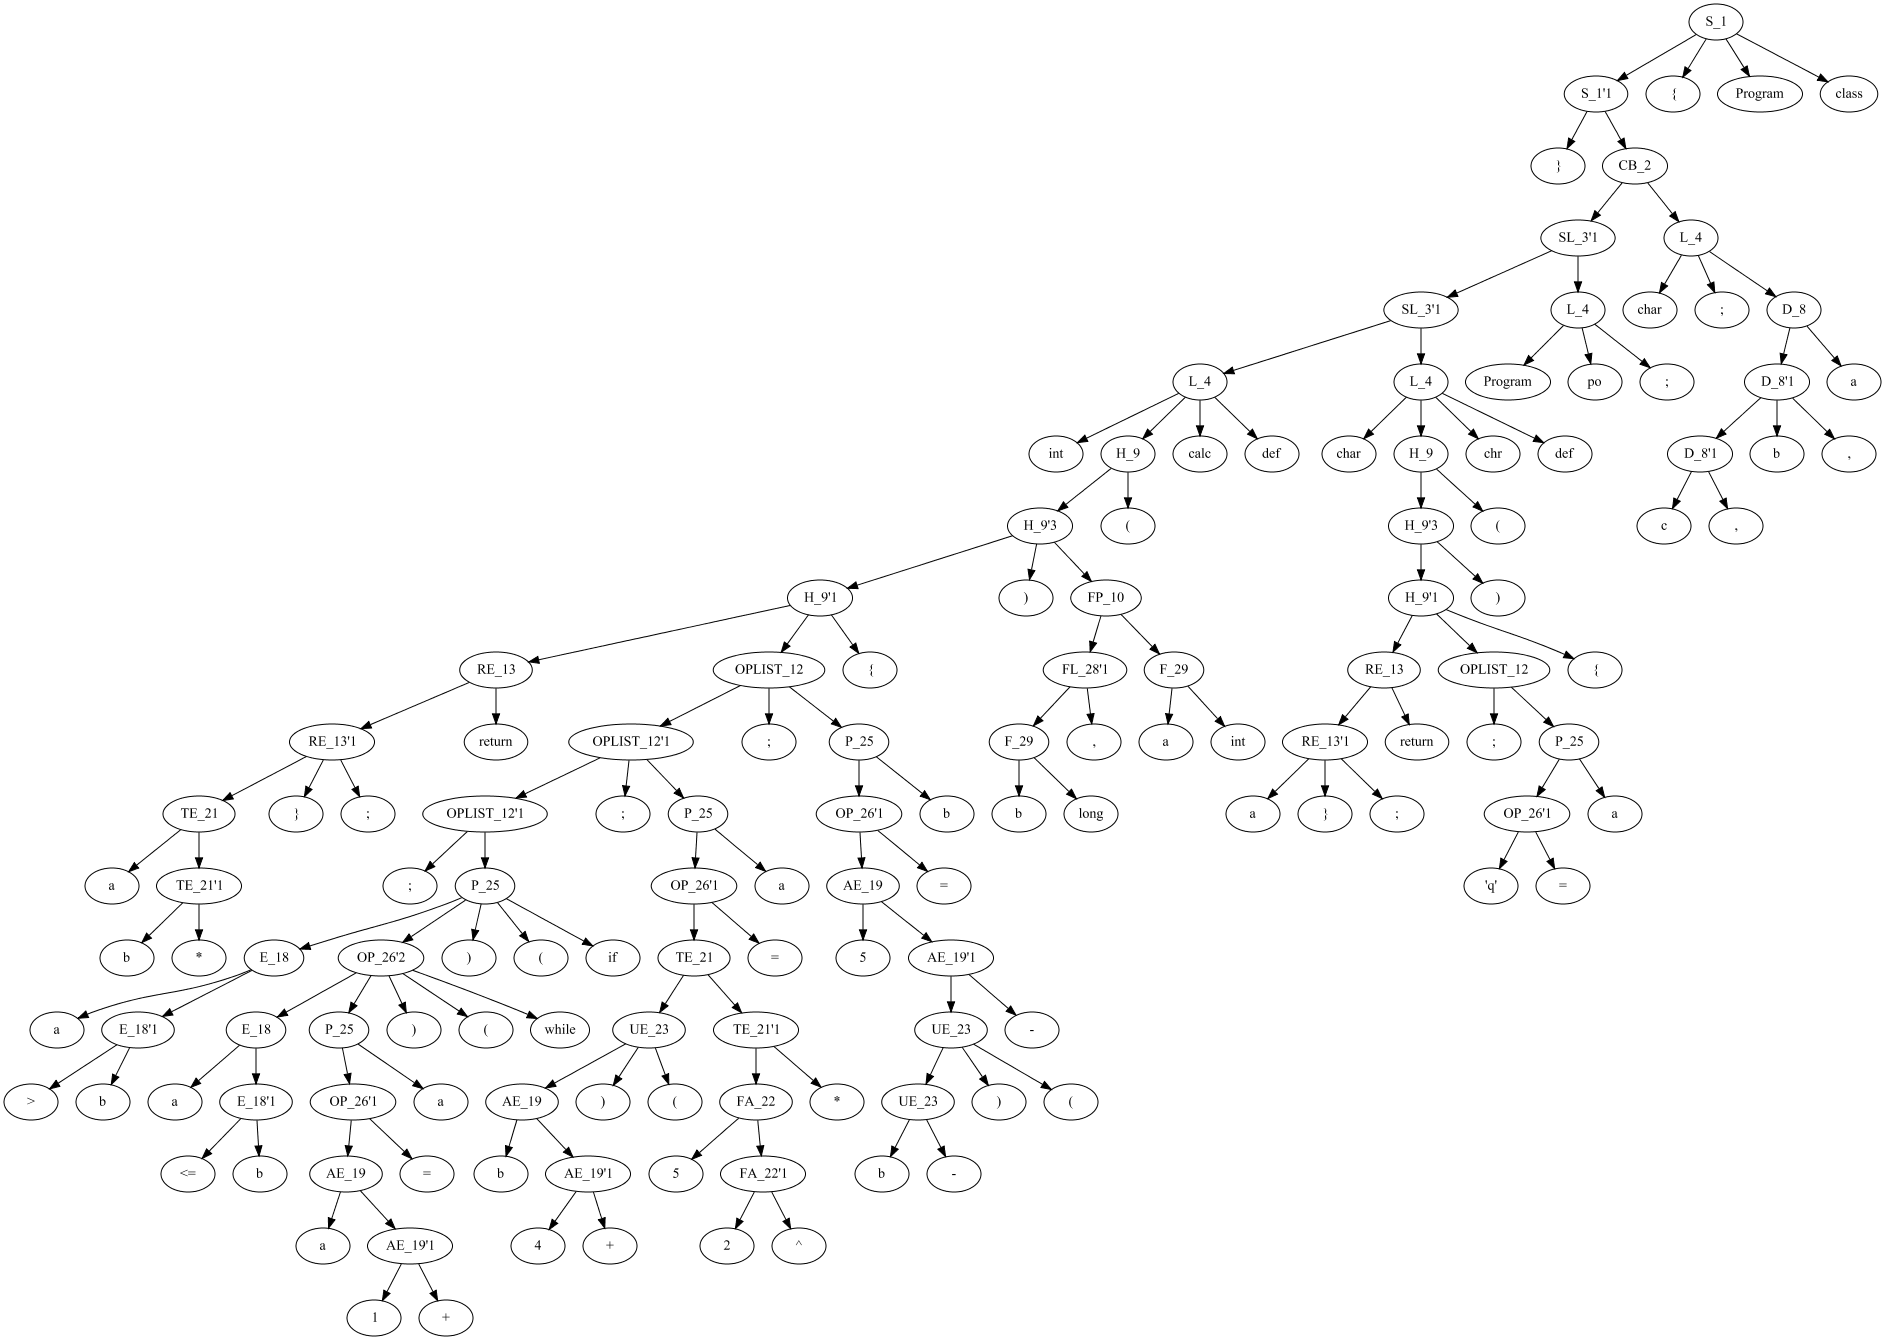 S_1
S_1'1 { Program class
} CB_2
SL_3'1 L_4
SL_3'1 L_4 char ; D_8
L_4 L_4 Program po ; D_8'1 a
int H_9 calc def char H_9 chr def D_8'1 b ,
H_9'3 ( H_9'3 ( c ,
H_9'1 ) FP_10 H_9'1 )
RE_13 OPLIST_12 { FL_28'1 F_29 RE_13 OPLIST_12 {
RE_13'1 return OPLIST_12'1 ; P_25 F_29 , a int RE_13'1 return ; P_25
TE_21 } ; OPLIST_12'1 ; P_25 OP_26'1 b b long a } ; OP_26'1 a
a TE_21'1 ; P_25 OP_26'1 a AE_19 = 'q' =
b * E_18 OP_26'2 ) ( if TE_21 = 5 AE_19'1
a E_18'1 E_18 P_25 ) ( while UE_23 TE_21'1 UE_23 -
> b a E_18'1 OP_26'1 a AE_19 ) ( FA_22 * UE_23 ) (
<= b AE_19 = b AE_19'1 5 FA_22'1 b -
a AE_19'1 4 + 2 ^
1 +